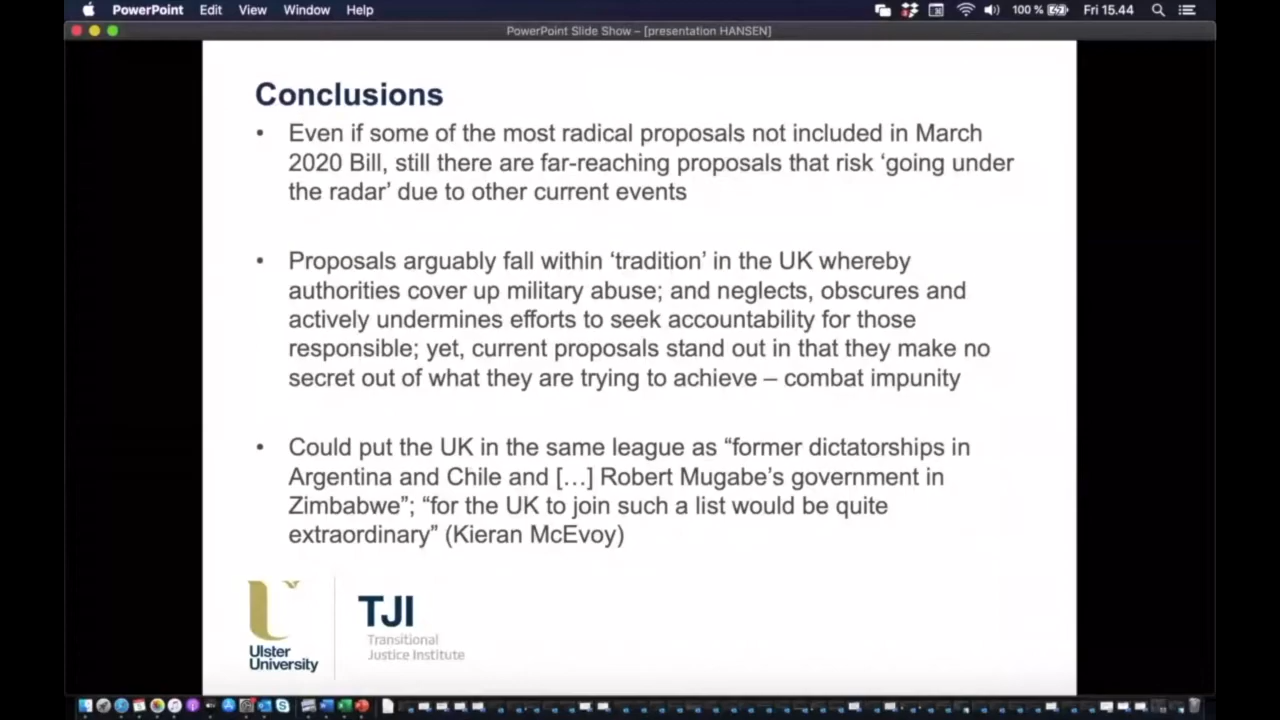 PowerPoint Edit View Window Help 100 % Fri 15.44
PowerPoint Slide Show – [presentation HANSEN]
Conclusions
• Even if some of the most radical proposals not included in March
2020 Bill, still there are far-reaching proposals that risk ‘going under
the radar’ due to other current events
• Proposals arguably fall within ‘tradition’ in the UK whereby
authorities cover up military abuse; and neglects, obscures and
actively undermines efforts to seek accountability for those
responsible; yet, current proposals stand out in that they make no
secret out of what they are trying to achieve – combat impunity
• Could put the UK in the same league as “former dictatorships in
Argentina and Chile and […] Robert Mugabe’s government in
Zimbabwe”; “for the UK to join such a list would be quite
extraordinary” (Kieran McEvoy)
Ulster
University
TJI
Transitional
Justice Institute